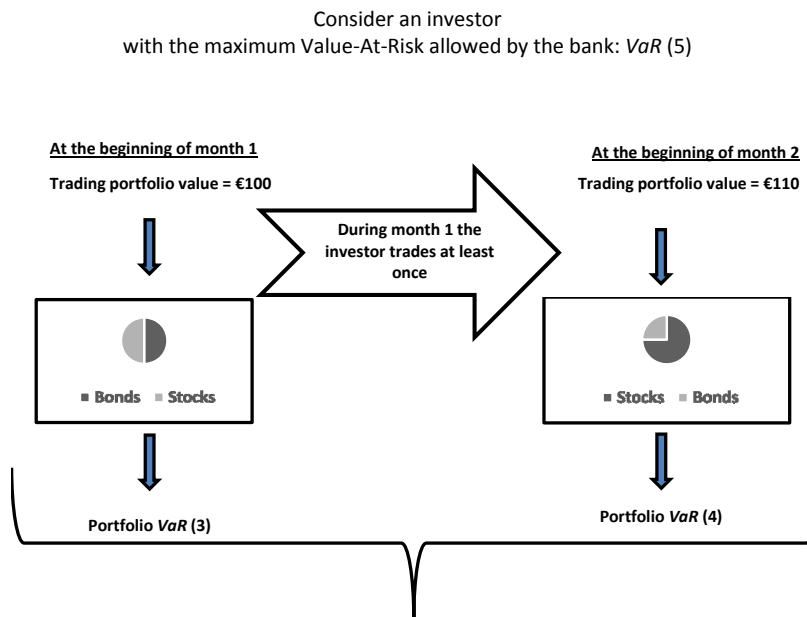 Consider an investor
with the maximum Value-At-Risk allowed by the bank: VaR (5)
At the beginning of month 1
Trading portfolio value = €100
During month 1 the
investor trades at least
once
At the beginning of month 2
Trading portfolio value = €110
Bonds Stocks
Stocks Bonds
Portfolio VaR (3)
Portfolio VaR (4)